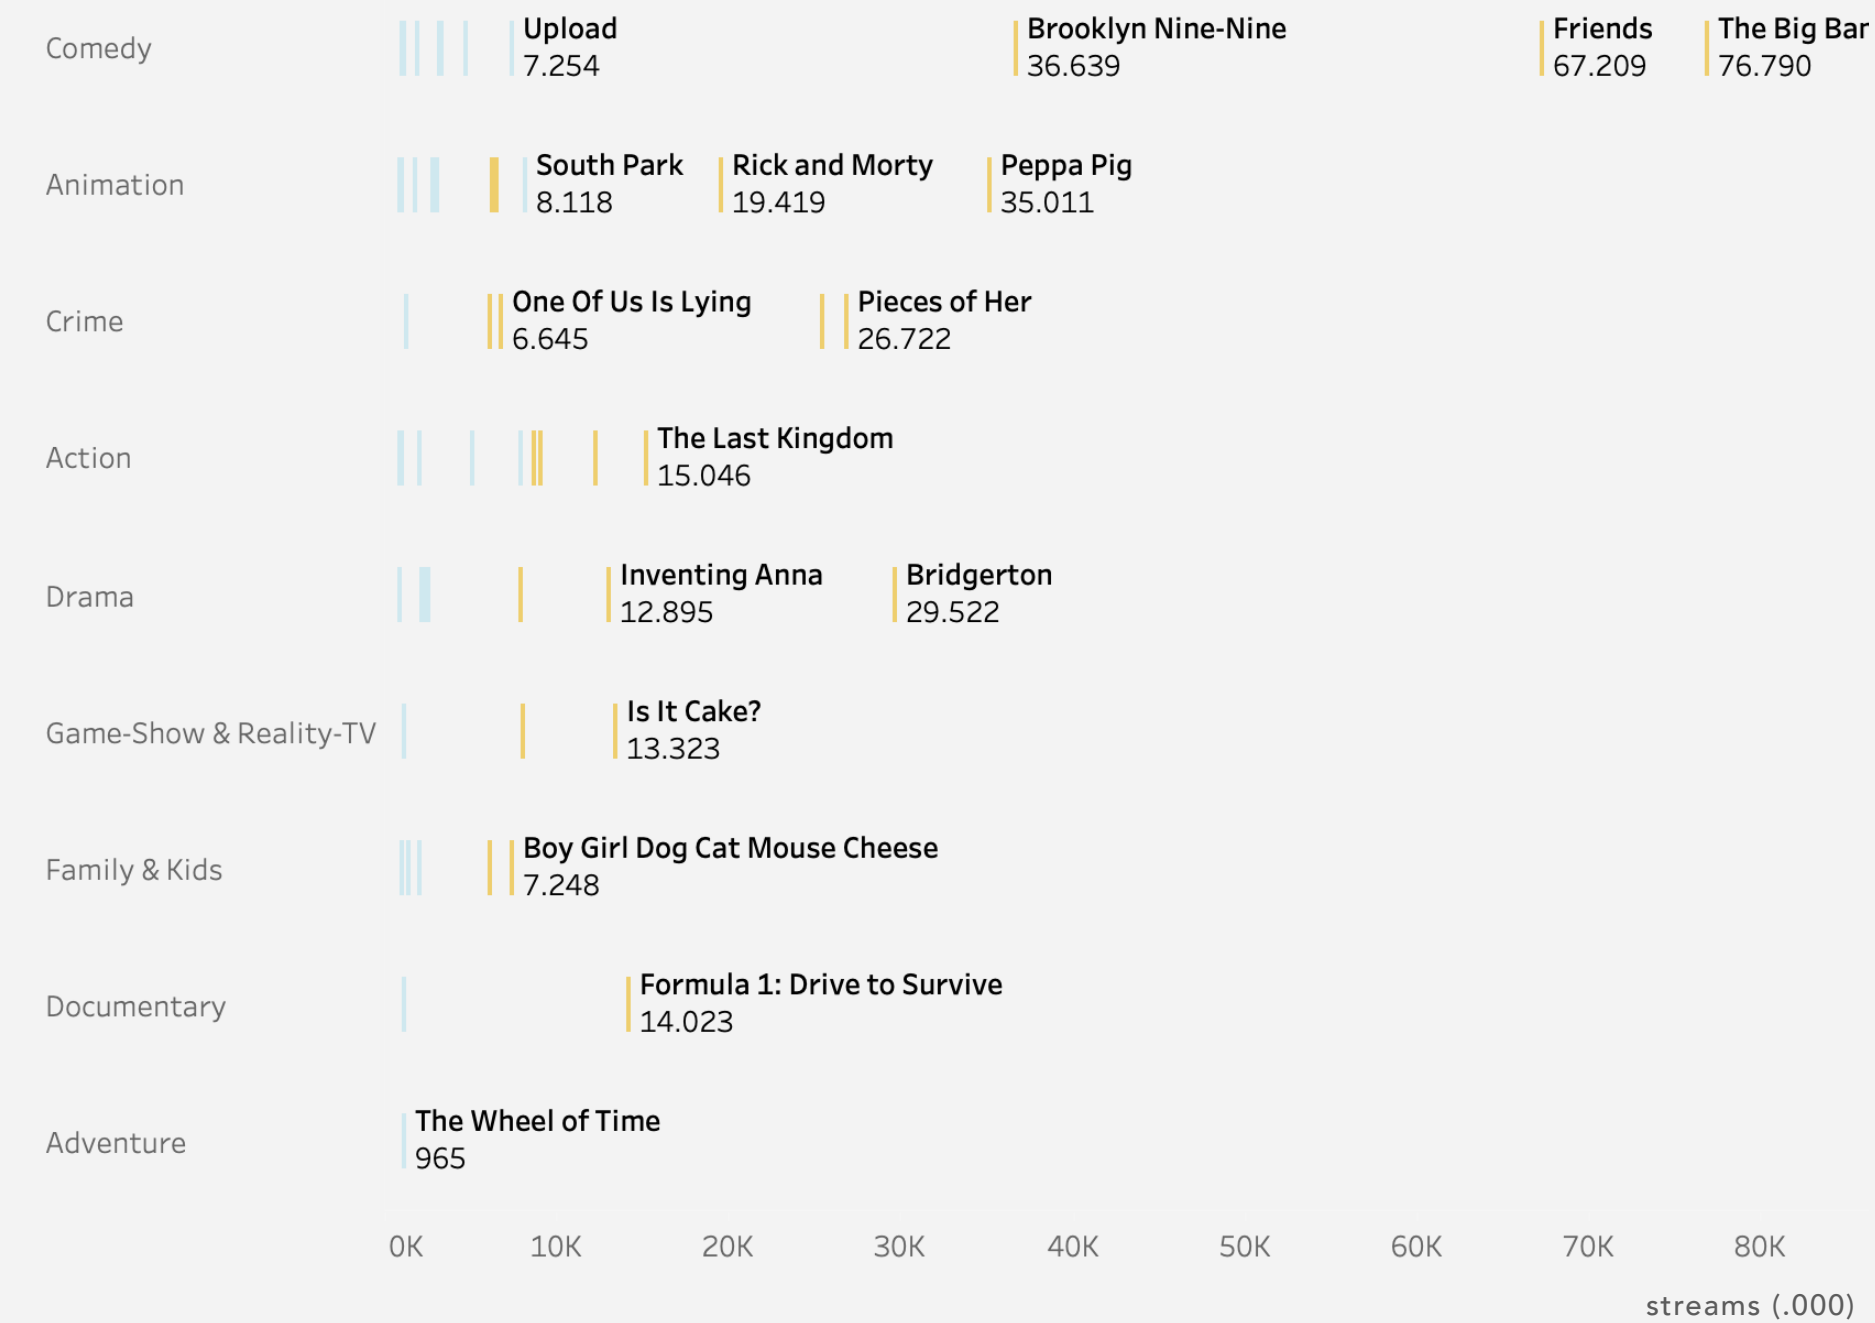 Comedy
Upload
7.254
Brooklyn Nine-Nine
36.639
Friends
67.209
The Big
76.790
Animation
South Park
8.118
Rick and Morty
19.419
Peppa Pig
35.011
Crime
One Of Us Is Lying
6.645
Pieces of Her
26.722
Action
The Last Kingdom
15.046
Drama
Inventing Anna
12.895
Bridgerton
29.522
Game-Show & Reality-TV
Is It Cake?
13.323
Family & Kids
Boy Girl Dog Cat Mouse Cheese
7.248
Documentary
Formula 1: Drive to Survive
14.023
Adventure
The Wheel of Time
965
0K 10K 20K 30K 40K 50K 60K 70K 80K
streams (.000)